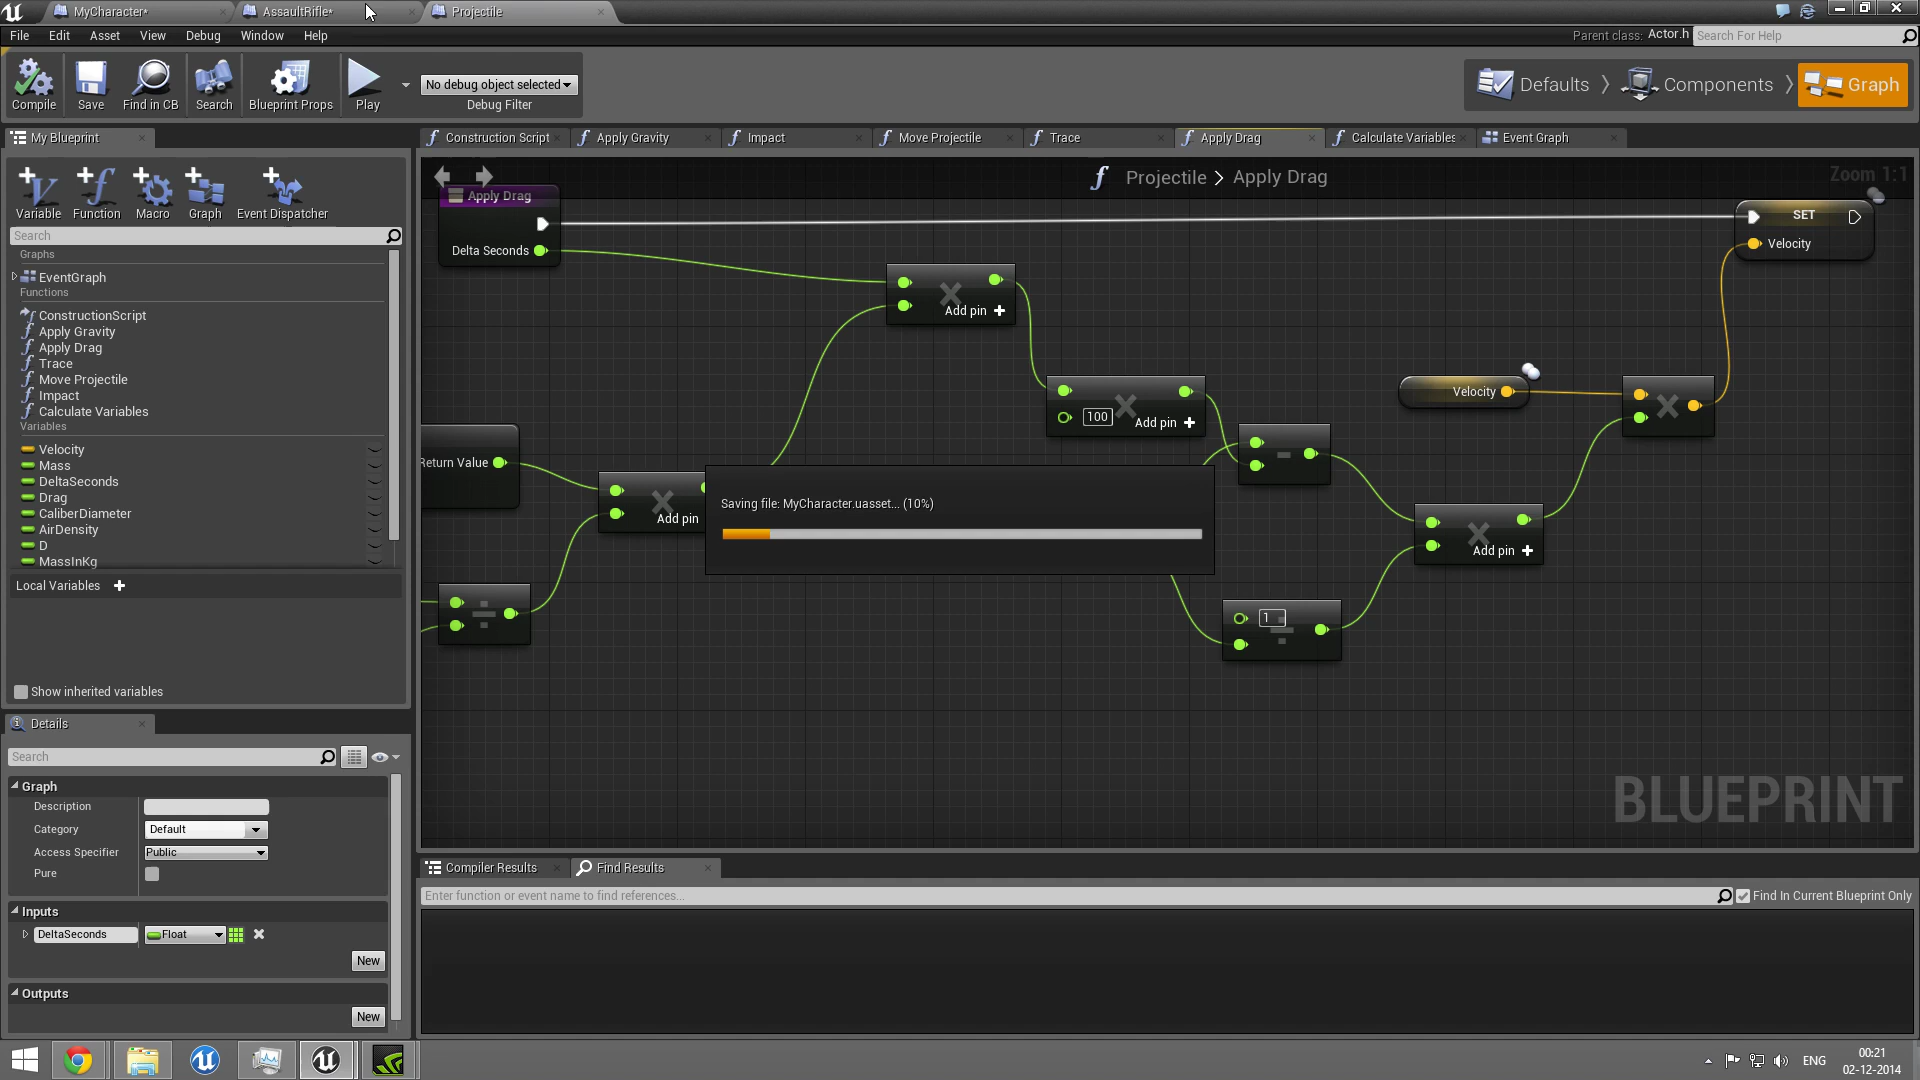 MyCharacter*
AssaultRifle*
Projectile
File Edit Asset View Debug Window Help
Parent class: Actor.h
Search For Help
Compile
Save
Find in CB
Search
Blueprint Props
Play
No debug object selected
Debug Filter
Defaults
Components
Graph
My Blueprint
Variable
Function
Macro
Graph
Event Dispatcher
Search
Graphs
EventGraph
Functions
ConstructionScript
Apply Gravity
Apply Drag
Trace
Move Projectile
Impact
Calculate Variables
Variables
Velocity
Mass
DeltaSeconds
Drag
CaliberDiameter
AirDensity
D
MassInKg
Local Variables
Show inherited variables
Details
Search
Graph
Description
Category
Default
Access Specifier
Public
Pure
Inputs
DeltaSeconds
Float
New
Outputs
New
Construction Script
Apply Gravity
Impact
Move Projectile
Trace
Apply Drag
Calculate Variables
Event Graph
Projectile > Apply Drag
Zoom 1:1
Apply Drag
Delta Seconds
SET
Velocity
Add pin
100
Add pin
Velocity
Return Value
Add pin
Saving file: MyCharacter.uasset... (10%)
Add pin
1
BLUEPRINT
Compiler Results
Find Results
Enter function or event name to find references...
Find In Current Blueprint Only
ENG
00:21
02-12-2014